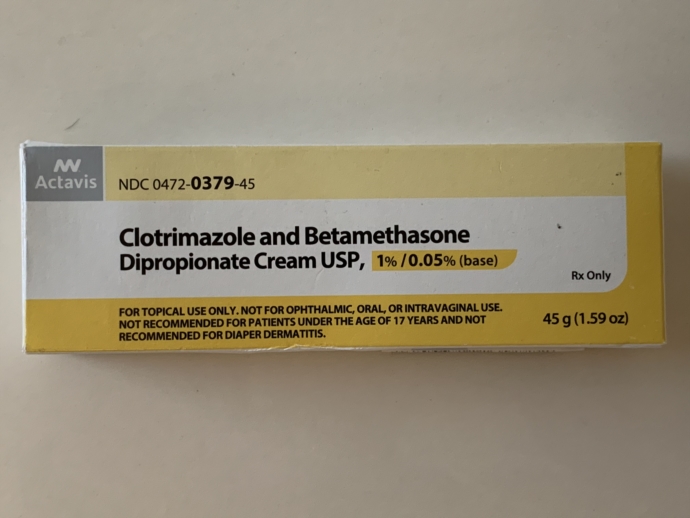 Actavis
NDC 0472-0379-45
Clotrimazole and Betamethasone
Dipropionate Cream USP, 1% / 0.05% (base)
Rx Only
FOR TOPICAL USE ONLY. NOT FOR OPHTHALMIC, ORAL, OR INTRAVAGINAL USE.
NOT RECOMMENDED FOR PATIENTS UNDER THE AGE OF 17 YEARS AND NOT
RECOMMENDED FOR DIAPER DERMATITIS.
45 g (1.59 oz)